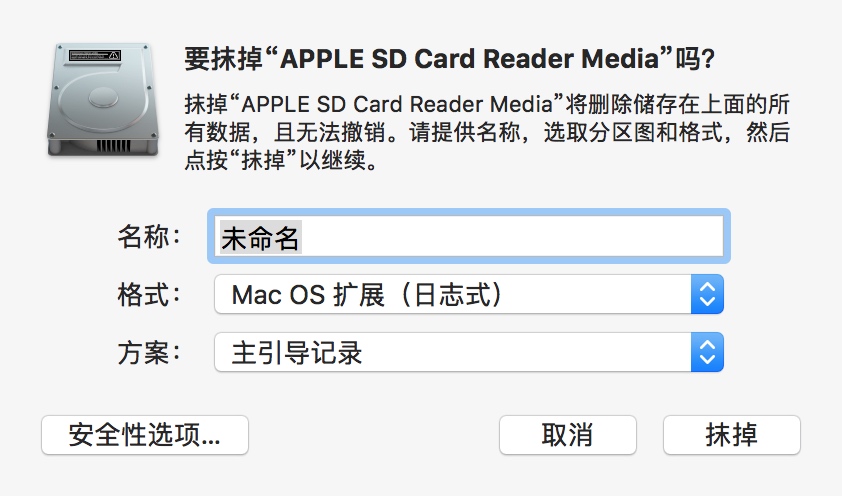 要抹掉“APPLE SD Card Reader Media”吗？
抹掉“APPLE SD Card Reader Media”将删除储存在上面的所
有数据，且无法撤销。请提供名称，选取分区图和格式，然后
点按“抹掉”以继续。
名称： 未命名
格式： Mac OS 扩展（日志式）
方案： 主引导记录
安全性选项... 取消 抹掉